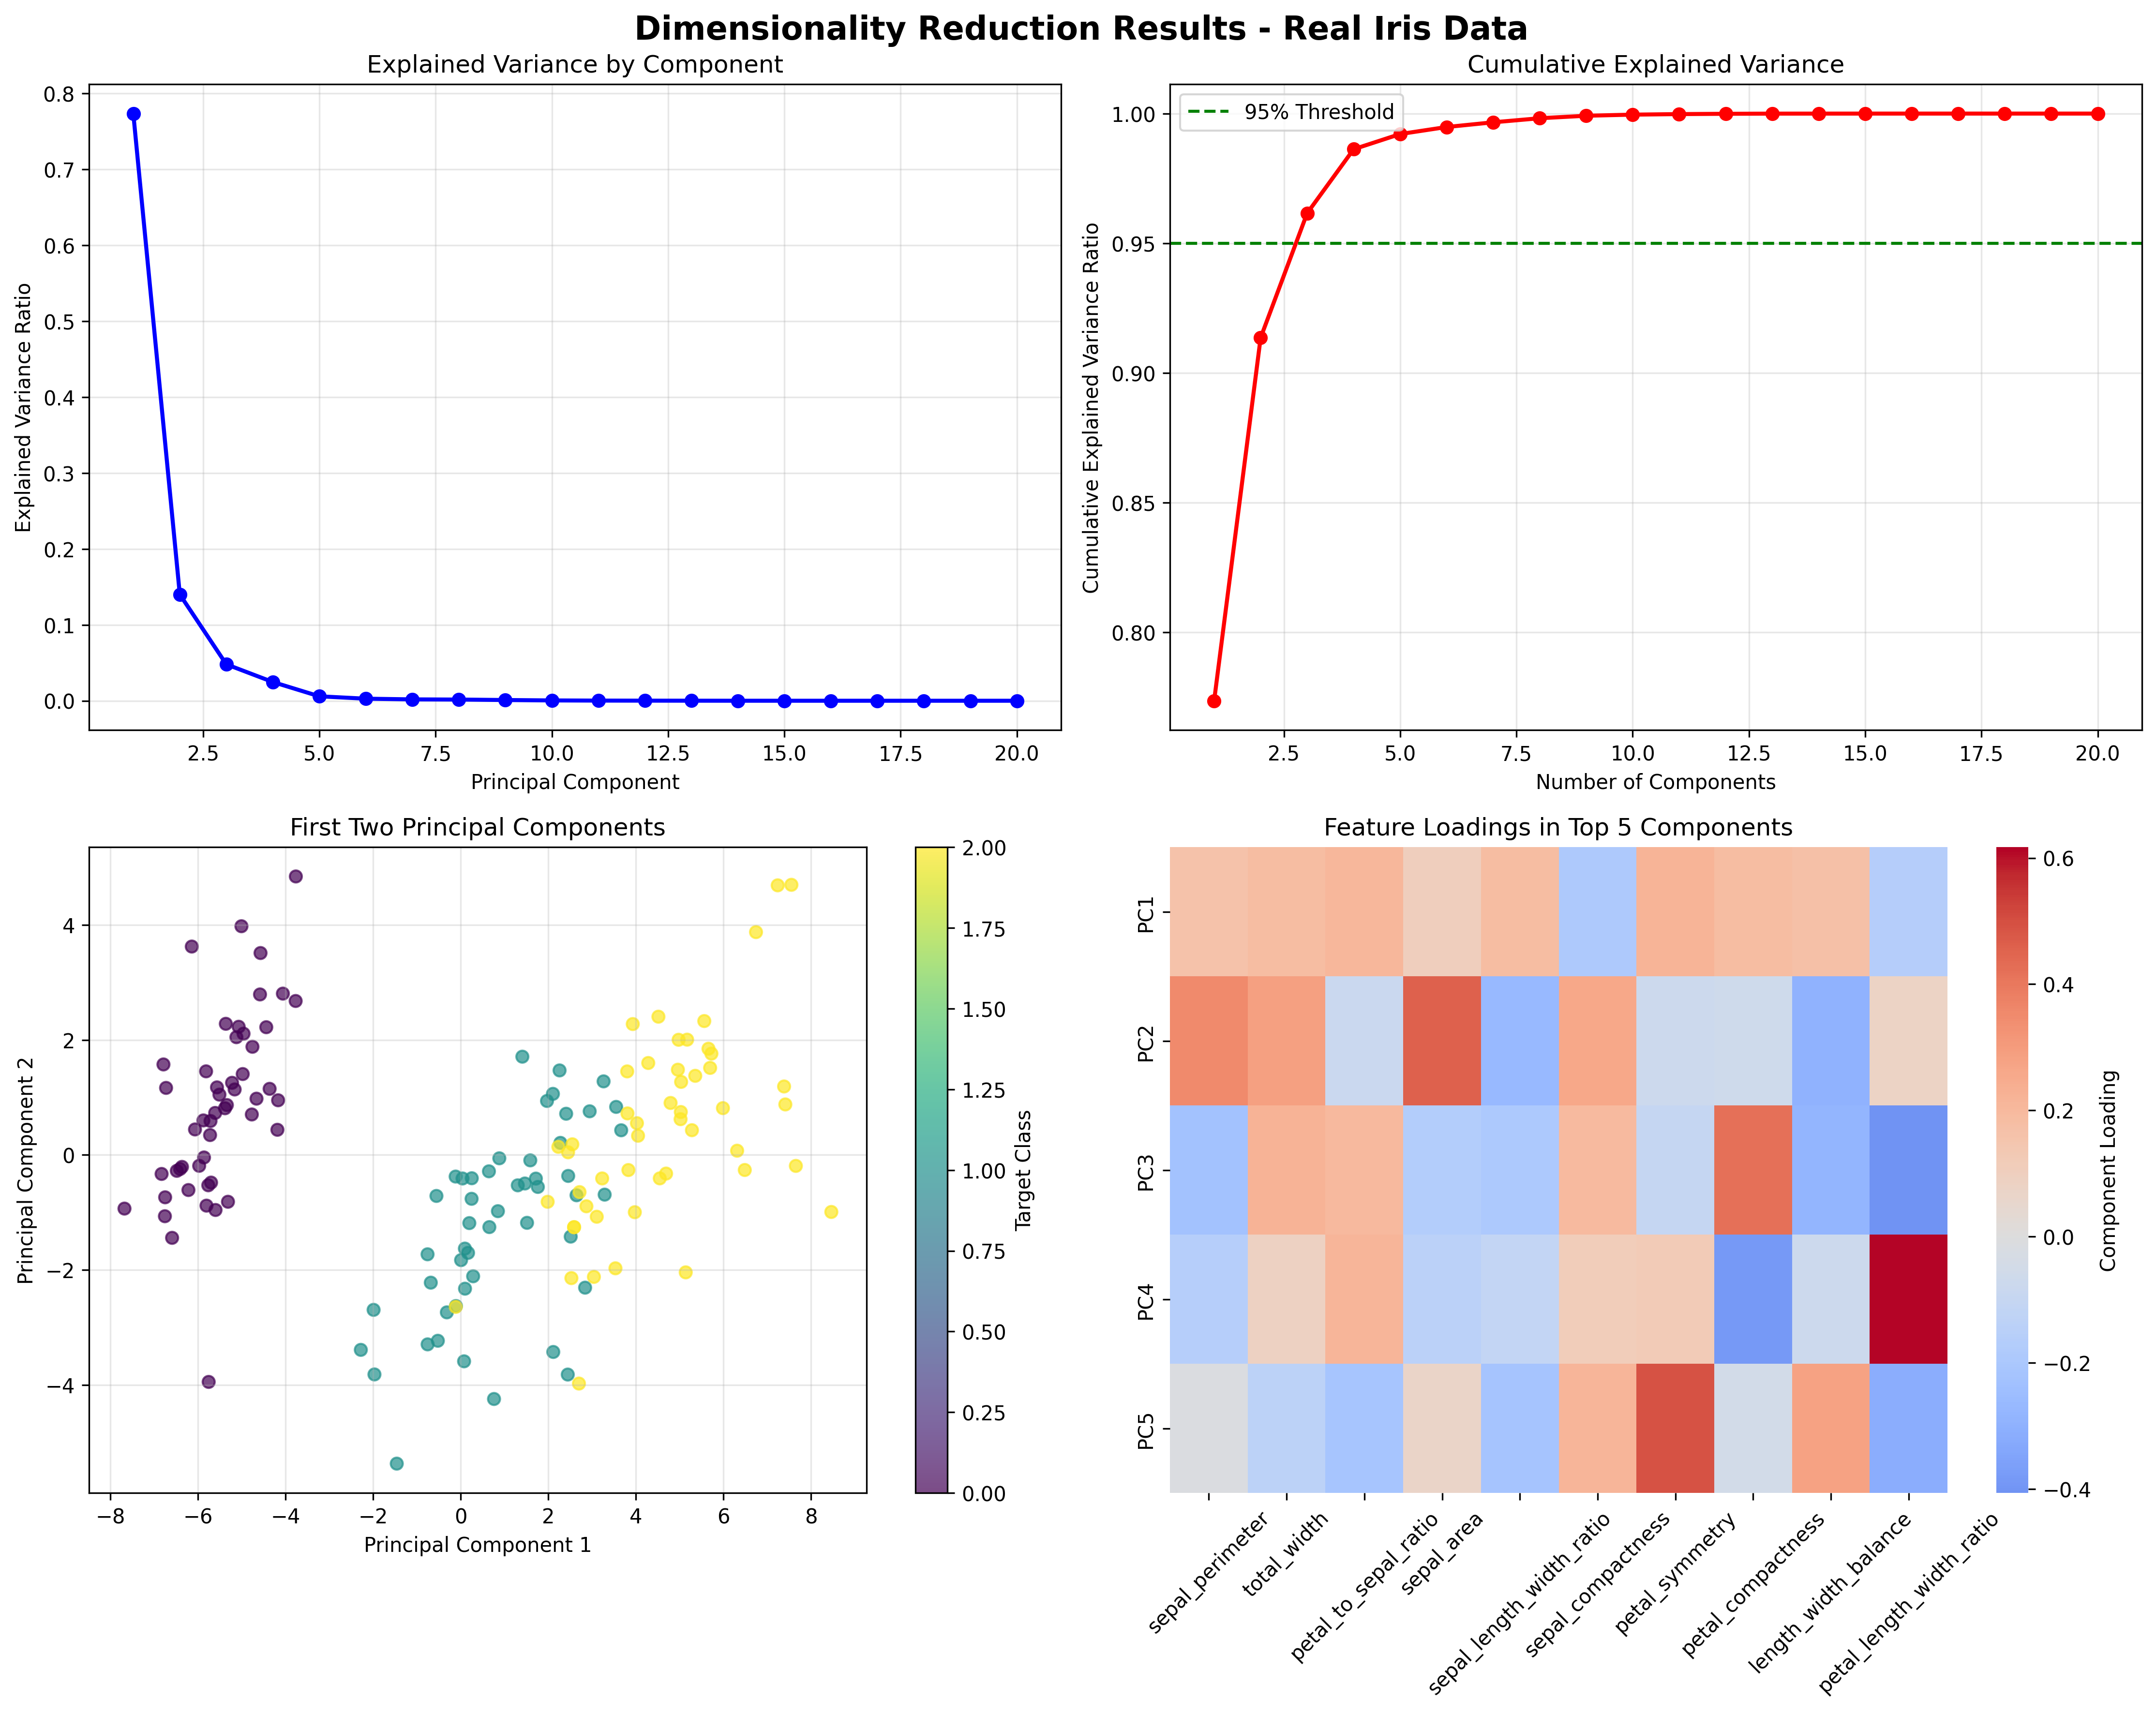 Dimensionality Reduction Results - Real Iris Data
Explained Variance by Component
Explained Variance Ratio
0.8
0.7
0.6
0.5
0.4
0.3
0.2
0.1
0.0
2.5 5.0 7.5 10.0 12.5 15.0 17.5 20.0
Principal Component
Cumulative Explained Variance
95% Threshold
Cumulative Explained Variance Ratio
1.00
0.95
0.90
0.85
0.80
2.5 5.0 7.5 10.0 12.5 15.0 17.5 20.0
Number of Components
First Two Principal Components
Principal Component 2
4
2
0
−2
−4
−8 −6 −4 −2 0 2 4 6 8
Principal Component 1
2.00
1.75
1.50
1.25
1.00
0.75
0.50
0.25
0.00
Target Class
Feature Loadings in Top 5 Components
PC1
PC2
PC3
PC4
PC5
sepal_perimeter
total_width
petal_to_sepal_ratio
sepal_area
sepal_length_width_ratio
sepal_compactness
petal_symmetry
petal_compactness
length_width_balance
petal_length_width_ratio
0.6
0.4
0.2
0.0
−0.2
−0.4
Component Loading